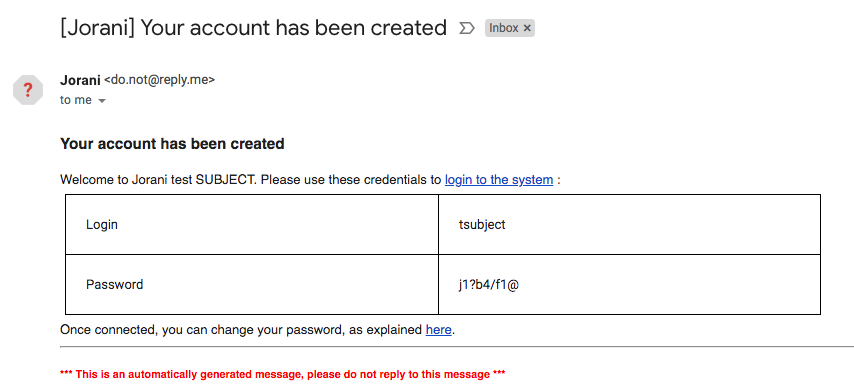 [Jorani] Your account has been created Inbox ×
?
Jorani <do.not@reply.me>
to me
Your account has been created
Welcome to Jorani test SUBJECT. Please use these credentials to login to the system :
Login tsubject
Password j1?b4/f1@
Once connected, you can change your password, as explained here.
*** This is an automatically generated message, please do not reply to this message ***